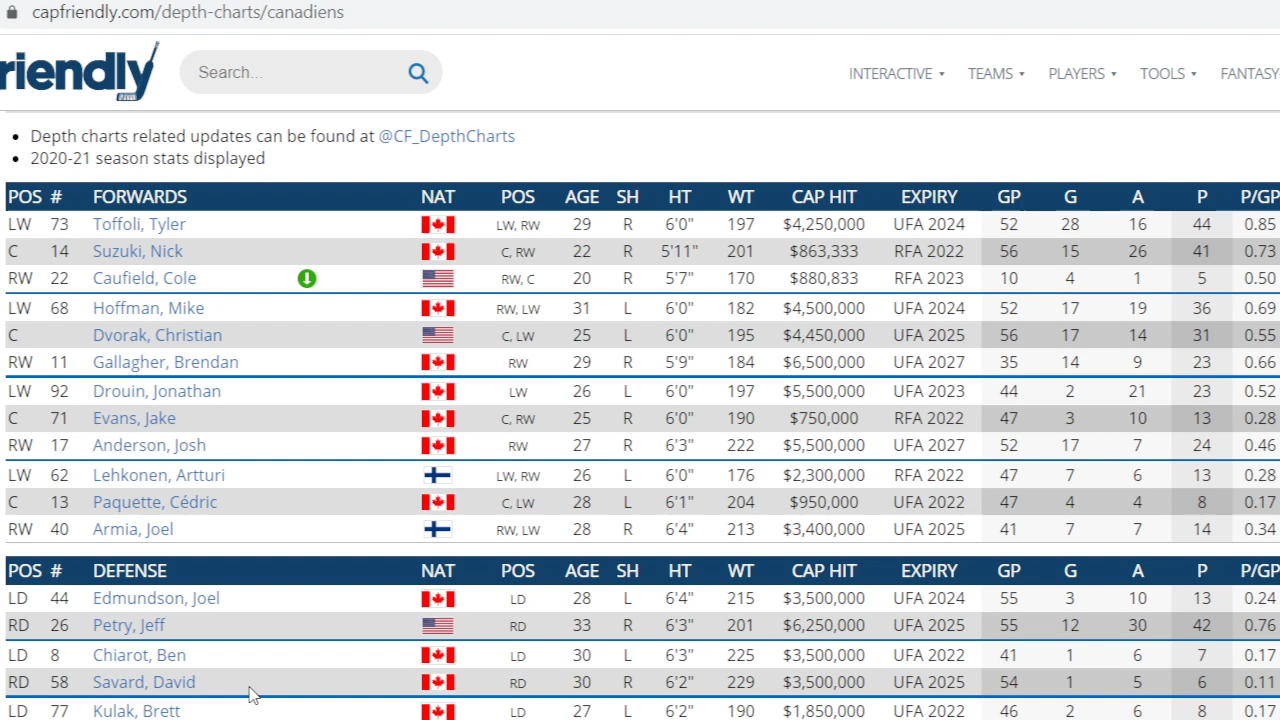 capfriendly.com/depth-charts/canadiens
riendly
Search...
INTERACTIVE TEAMS PLAYERS TOOLS FANTASY
Depth charts related updates can be found at @CF_DepthCharts
2020-21 season stats displayed
POS # FORWARDS NAT POS AGE SH HT WT CAP HIT EXPIRY GP G A P P/GP
LW 73 Toffoli, Tyler LW, RW 29 R 6'0" 197 $4,250,000 UFA 2024 52 28 16 44 0.85
C 14 Suzuki, Nick C, RW 22 R 5'11" 201 $863,333 RFA 2022 56 15 26 41 0.73
RW 22 Caufield, Cole RW, C 20 R 5'7" 170 $880,833 RFA 2023 10 4 1 5 0.50
LW 68 Hoffman, Mike RW, LW 31 L 6'0" 182 $4,500,000 UFA 2024 52 17 19 36 0.69
C Dvorak, Christian C, LW 25 L 6'0" 195 $4,450,000 UFA 2025 56 17 14 31 0.55
RW 11 Gallagher, Brendan RW 29 R 5'9" 184 $6,500,000 UFA 2027 35 14 9 23 0.66
LW 92 Drouin, Jonathan LW 26 L 6'0" 197 $5,500,000 UFA 2023 44 2 21 23 0.52
C 71 Evans, Jake C, RW 25 R 6'0" 190 $750,000 RFA 2022 47 3 10 13 0.28
RW 17 Anderson, Josh RW 27 R 6'3" 222 $5,500,000 UFA 2027 52 17 7 24 0.46
LW 62 Lehkonen, Artturi LW, RW 26 L 6'0" 176 $2,300,000 RFA 2022 47 7 6 13 0.28
C 13 Paquette, Cédric C, LW 28 L 6'1" 204 $950,000 UFA 2022 47 4 4 8 0.17
RW 40 Armia, Joel RW, LW 28 R 6'4" 213 $3,400,000 UFA 2025 41 7 7 14 0.34
POS # DEFENSE NAT POS AGE SH HT WT CAP HIT EXPIRY GP G A P P/GP
LD 44 Edmundson, Joel LD 28 L 6'4" 215 $3,500,000 UFA 2024 55 3 10 13 0.24
RD 26 Petry, Jeff RD 33 R 6'3" 201 $6,250,000 UFA 2025 55 12 30 42 0.76
LD 8 Chiarot, Ben LD 30 L 6'3" 225 $3,500,000 UFA 2022 41 1 6 7 0.17
RD 58 Savard, David RD 30 R 6'2" 229 $3,500,000 UFA 2025 54 1 5 6 0.11
LD 77 Kulak, Brett LD 27 L 6'2" 190 $1,850,000 UFA 2022 46 2 6 8 0.17